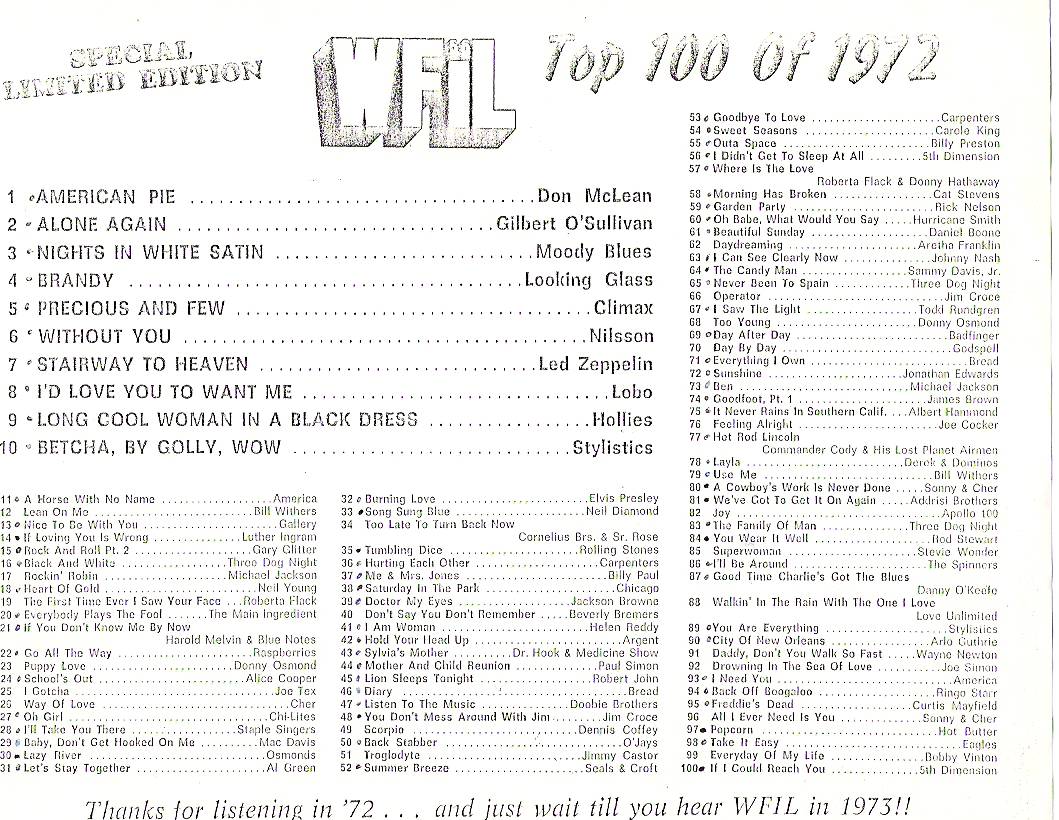 SPECIAL
LIMITED EDITION
WFIL
Top 100 Of 1972
1 AMERICAN PIE ..... Don McLean
2 ALONE AGAIN ..... Gilbert O'Sullivan
3 NIGHTS IN WHITE SATIN ..... Moody Blues
4 BRANDY ..... Looking Glass
5 PRECIOUS AND FEW ..... Climax
6 WITHOUT YOU ..... Nilsson
7 STAIRWAY TO HEAVEN ..... Led Zeppelin
8 I'D LOVE YOU TO WANT ME ..... Lobo
9 LONG COOL WOMAN IN A BLACK DRESS ..... Hollies
10 BETCHA, BY GOLLY, WOW ..... Stylistics
11 A Horse With No Name ..... America
12 Lean On Me ..... Bill Withers
13 Nice To Be With You ..... Gallery
14 If Loving You Is Wrong ..... Luther Ingram
15 Rock And Roll Pt. 2 ..... Gary Glitter
16 Black And White ..... Three Dog Night
17 Rockin' Robin ..... Michael Jackson
18 Heart Of Gold ..... Neil Young
19 The First Time Ever I Saw Your Face ... Roberta Flack
20 Everybody Plays The Fool ..... The Main Ingredient
21 If You Don't Know Me By Now
Harold Melvin & Blue Notes
22 Go All The Way ..... Raspberries
23 Puppy Love ..... Donny Osmond
24 School's Out ..... Alice Cooper
25 I Gotcha ..... Joe Tex
26 Way Of Love ..... Cher
27 Oh Girl ..... Chi-Lites
28 I'll Take You There ..... Staple Singers
29 Baby, Don't Get Hooked On Me ..... Mac Davis
30 Lazy River ..... Osmonds
31 Let's Stay Together ..... Al Green
32 Burning Love ..... Elvis Presley
33 Song Sung Blue ..... Neil Diamond
34 Too Late To Turn Back Now
Cornelius Brs. & Sr. Rose
35 Tumbling Dice ..... Rolling Stones
36 Hurting Each Other ..... Carpenters
37 Me & Mrs. Jones ..... Billy Paul
38 Saturday In The Park ..... Chicago
39 Doctor My Eyes ..... Jackson Browne
40 Don't Say You Don't Remember ..... Beverly Bremers
41 I Am Woman ..... Helen Reddy
42 Hold Your Head Up ..... Argent
43 Sylvia's Mother ..... Dr. Hook & Medicine Show
44 Mother And Child Reunion ..... Paul Simon
45 Lion Sleeps Tonight ..... Robert John
46 Diary ..... Bread
47 Listen To The Music ..... Doobie Brothers
48 You Don't Mess Around With Jim ..... Jim Croce
49 Scorpio ..... Dennis Coffey
50 Back Stabber ..... O'Jays
51 Troglodyte ..... Jimmy Castor
52 Summer Breeze ..... Seals & Croft
53 Goodbye To Love ..... Carpenters
54 Sweet Seasons ..... Carole King
55 Outa Space ..... Billy Preston
56 I Didn't Get To Sleep At All ..... 5th Dimension
57 Where Is The Love
Roberta Flack & Donny Hathaway
58 Morning Has Broken ..... Cat Stevens
59 Garden Party ..... Rick Nelson
60 Oh Babe, What Would You Say ..... Hurricane Smith
61 Beautiful Sunday ..... Daniel Boone
62 Daydreaming ..... Aretha Franklin
63 I Can See Clearly Now ..... Johnny Nash
64 The Candy Man ..... Sammy Davis, Jr.
65 Never Been To Spain ..... Three Dog Night
66 Operator ..... Jim Croce
67 I Saw The Light ..... Todd Rundgren
68 Too Young ..... Donny Osmond
69 Day After Day ..... Badfinger
70 Day By Day ..... Godspell
71 Everything I Own ..... Bread
72 Sunshine ..... Jonathan Edwards
73 Ben ..... Michael Jackson
74 Goodfoot, Pt. 1 ..... James Brown
75 It Never Rains In Southern Calif. ... Albert Hammond
76 Feeling Alright ..... Joe Cocker
77 Hot Rod Lincoln
Commander Cody & His Lost Planet Airmen
78 Layla ..... Derek & Dominos
79 Use Me ..... Bill Withers
80 A Cowboy's Work Is Never Done ..... Sonny & Cher
81 We've Got To Get It On Again ..... Addrisi Brothers
82 Joy ..... Apollo 100
83 The Family Of Man ..... Three Dog Night
84 You Wear It Well ..... Rod Stewart
85 Superwoman ..... Stevie Wonder
86 I'll Be Around ..... The Spinners
87 Good Time Charlie's Got The Blues
Danny O'Keefe
88 Walkin' In The Rain With The One I Love
Love Unlimited
89 You Are Everything ..... Stylistics
90 City Of New Orleans ..... Arlo Guthrie
91 Daddy, Don't You Walk So Fast ..... Wayne Newton
92 Drowning In The Sea Of Love ..... Joe Simon
93 I Need You ..... America
94 Back Off Boogaloo ..... Ringo Starr
95 Freddie's Dead ..... Curtis Mayfield
96 All I Ever Need Is You ..... Sonny & Cher
97 Popcorn ..... Hot Butter
98 Take It Easy ..... Eagles
99 Everyday Of My Life ..... Bobby Vinton
100 If I Could Reach You ..... 5th Dimension
Thanks for listening in '72 . . . and just wait till you hear WFIL in 1973!!